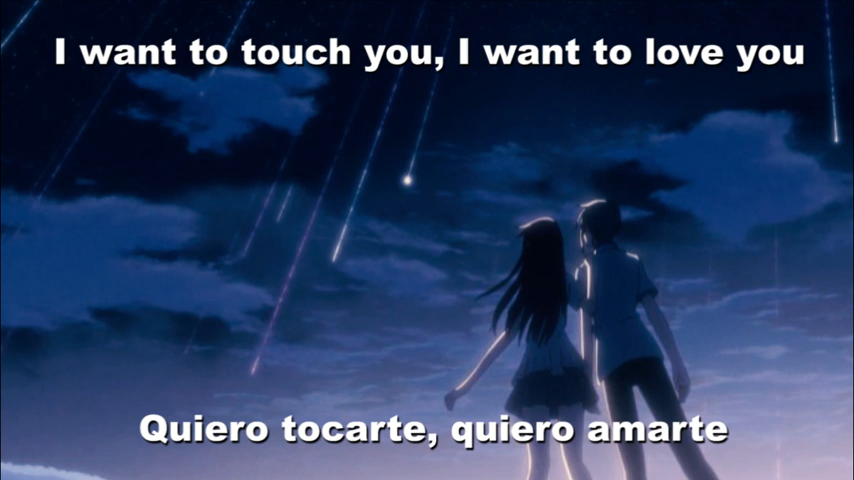 I want to touch you, I want to love you
Quiero tocarte, quiero amarte